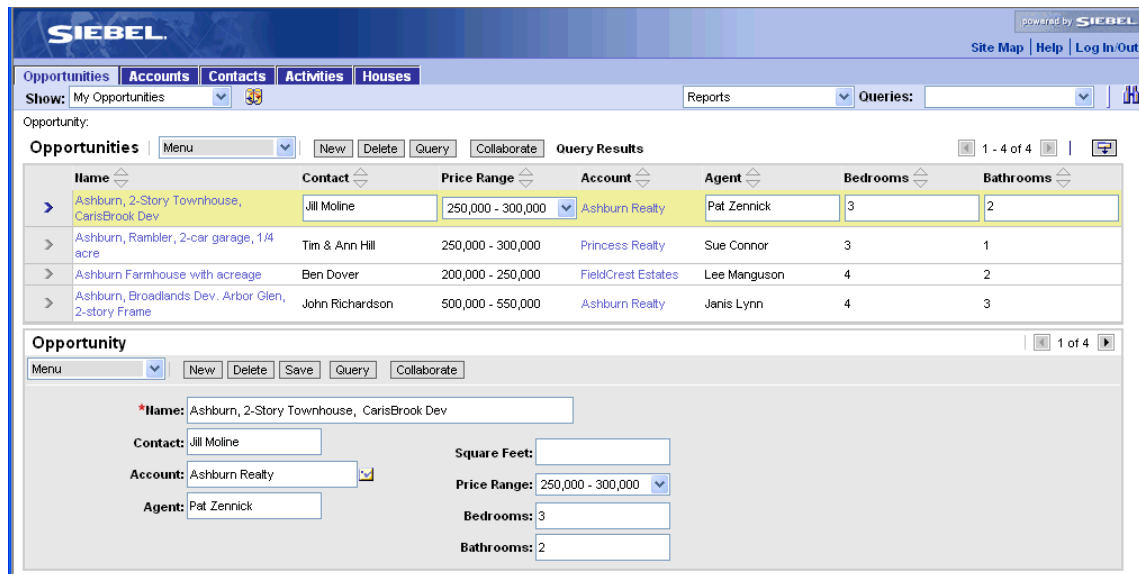 SIEBEL.
powered by SIEBEL.
Site Map | Help | Log In/Out
Opportunities Accounts Contacts Activities Houses
Show: My Opportunities Reports Queries:
Opportunity:
Opportunities Menu New Delete Query Collaborate Query Results 1 - 4 of 4
Name Contact Price Range Account Agent Bedrooms Bathrooms
Ashburn, 2-Story Townhouse,
CarisBrook Dev
Jill Moline 250,000 - 300,000 Ashburn Realty Pat Zennick 3 2
Ashburn, Rambler, 2-car garage, 1/4
acre
Tim & Ann Hill 250,000 - 300,000 Princess Realty Sue Connor 3 1
Ashburn Farmhouse with acreage Ben Dover 200,000 - 250,000 FieldCrest Estates Lee Manguson 4 2
Ashburn, Broadlands Dev. Arbor Glen,
2-story Frame
John Richardson 500,000 - 550,000 Ashburn Realty Janis Lynn 4 3
Opportunity 1 of 4
Menu New Delete Save Query Collaborate
*Name: Ashburn, 2-Story Townhouse, CarisBrook Dev
Contact: Jill Moline
Square Feet:
Account: Ashburn Realty
Price Range: 250,000 - 300,000
Agent: Pat Zennick
Bedrooms: 3
Bathrooms: 2